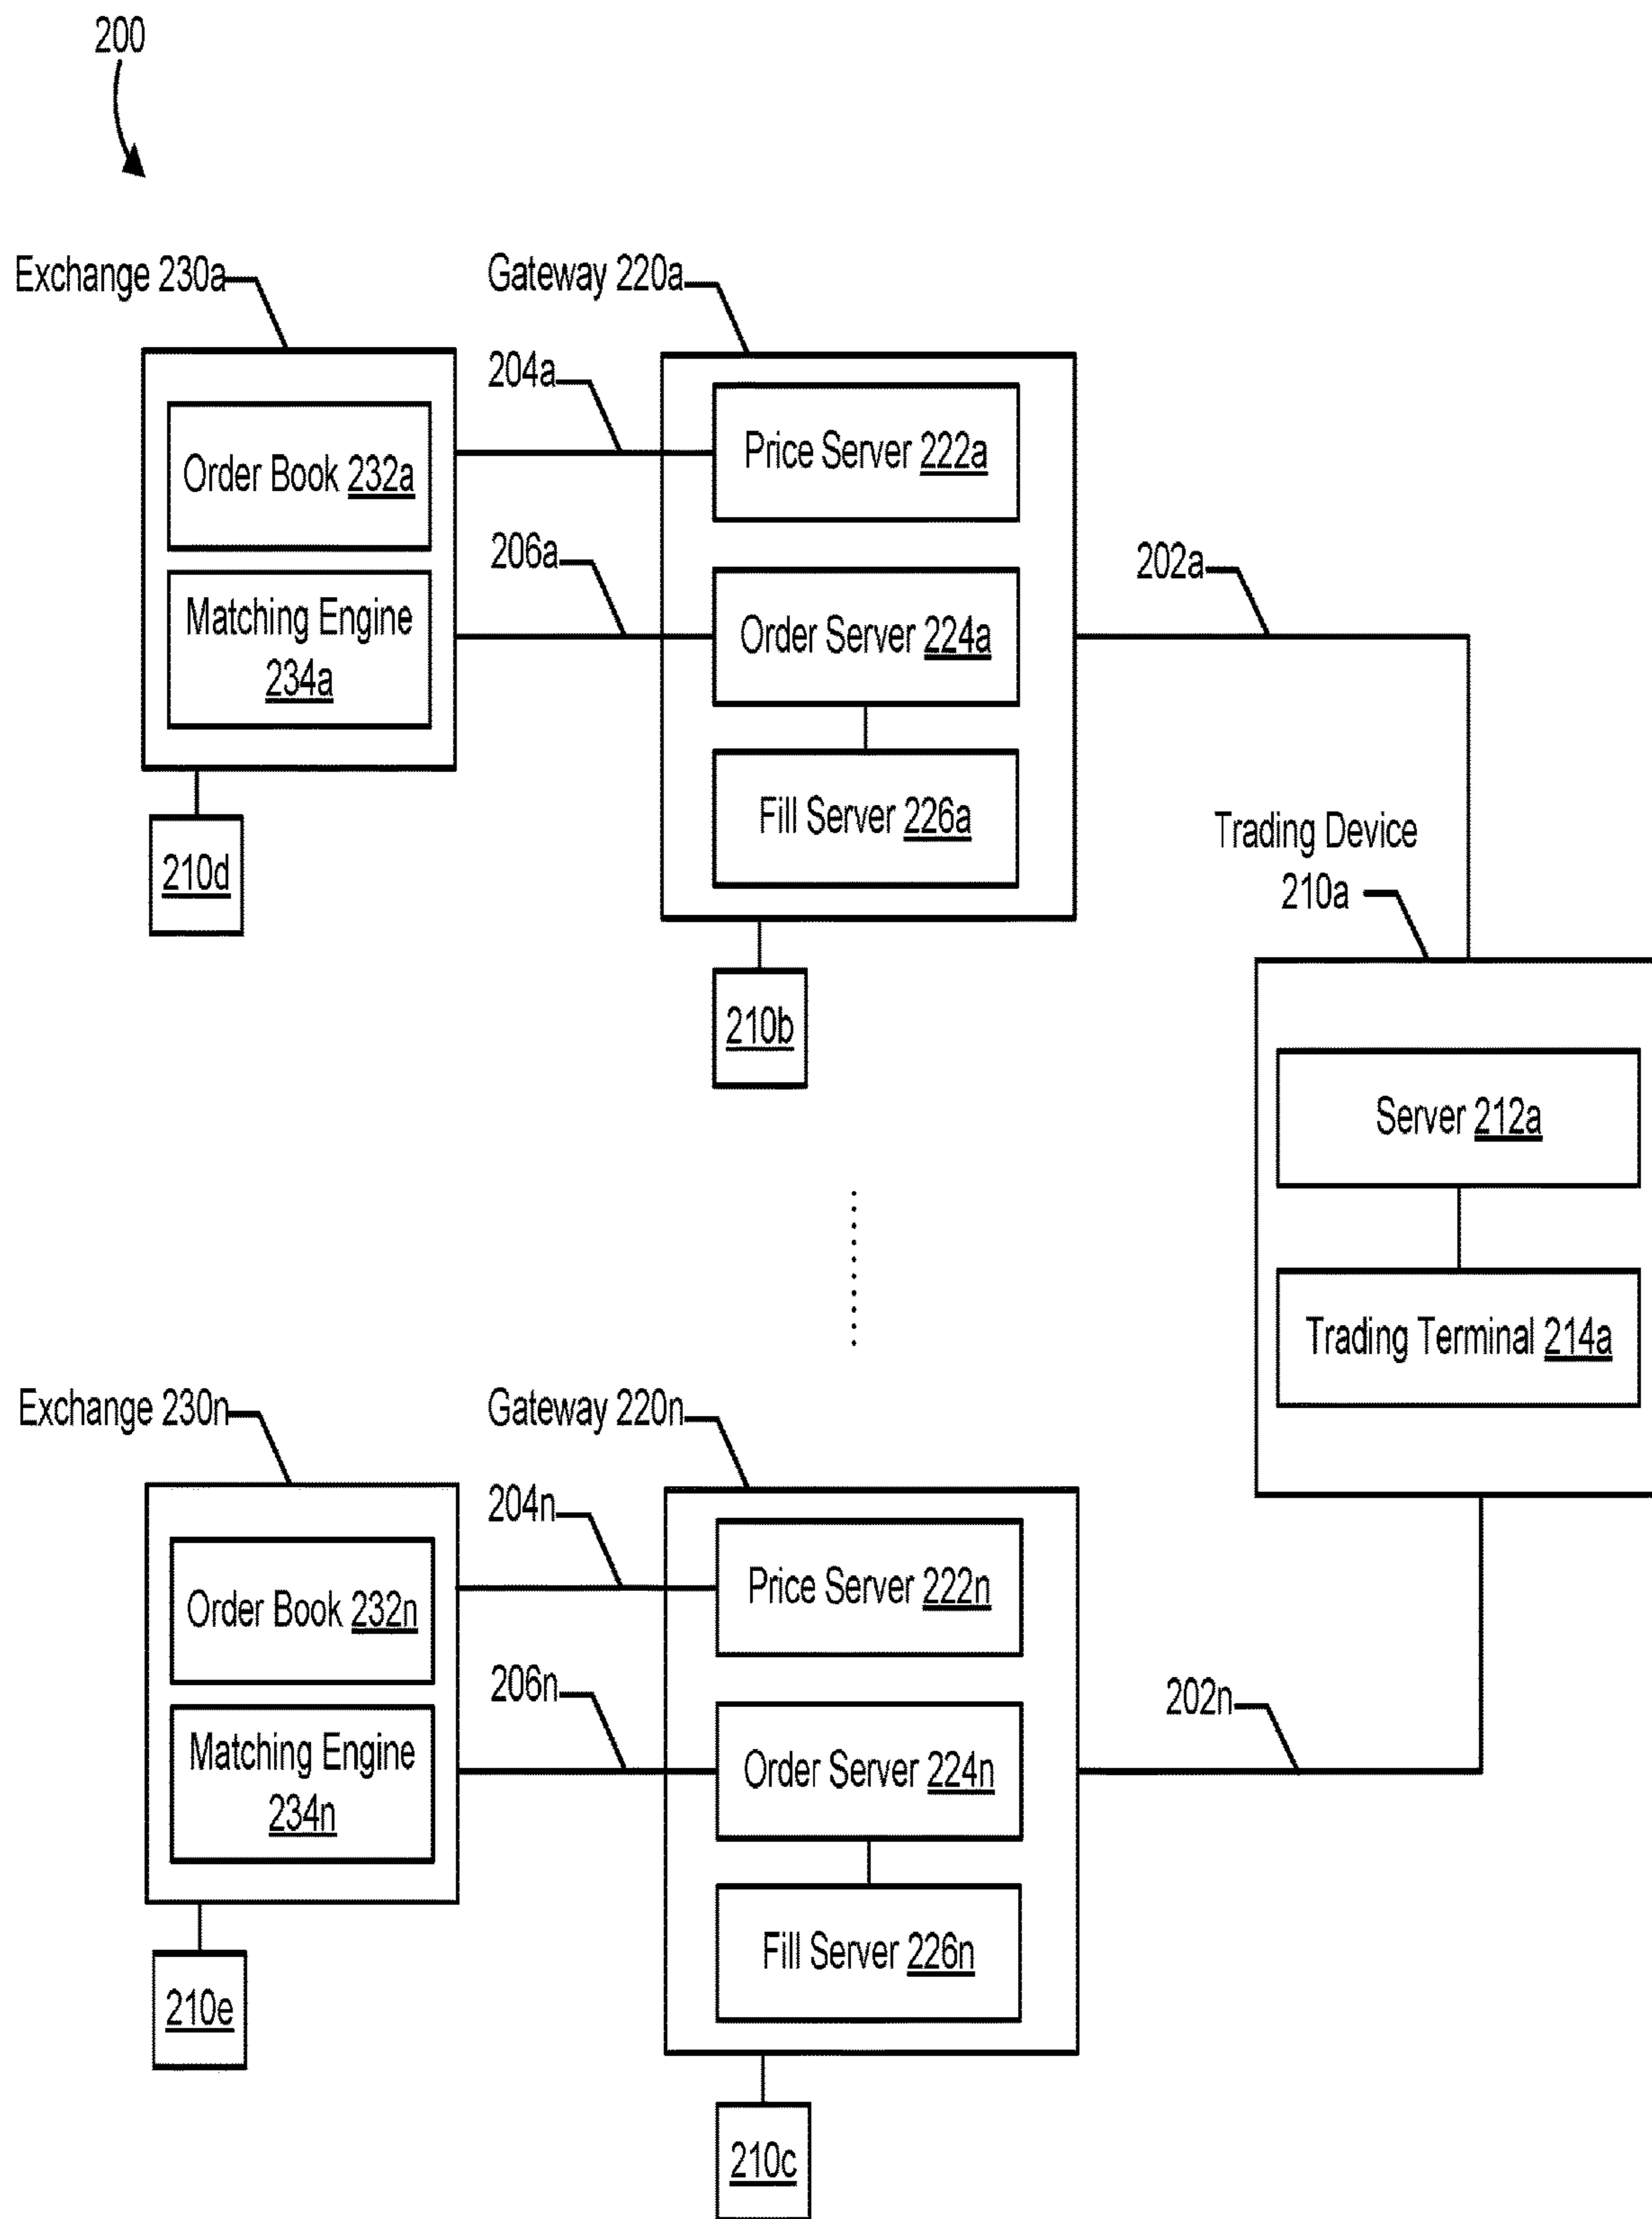 200
Exchange 230a
Gateway 220a
204a
Order Book 232a
Price Server 222a
206a
202a
Matching Engine
234a
Order Server 224a
Fill Server 226a
210d
Trading Device
210a
210b
Server 212a
Trading Terminal 214a
Exchange 230n
Gateway 220n
204n
Order Book 232n
Price Server 222n
206n
202n
Matching Engine
234n
Order Server 224n
Fill Server 226n
210e
210c